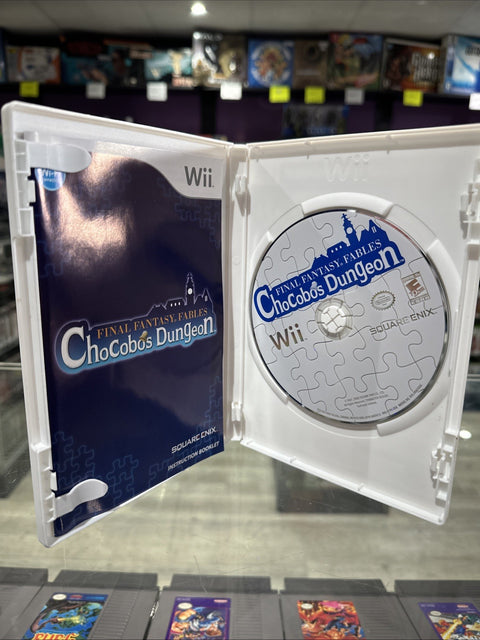 Wii
FINAL FANTASY FABLES
CHOCOBO'S DUNGEON
SQUARE ENIX
INSTRUCTION BOOKLET
Wii
FINAL FANTASY FABLES
CHOCOBO'S DUNGEON
E
Wii
SQUARE ENIX